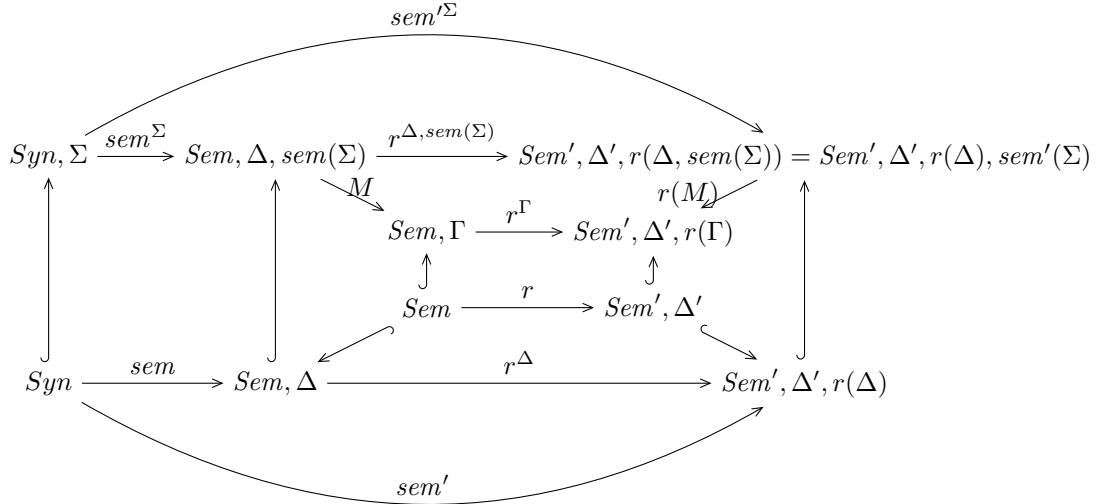 sem′^Σ
Syn, Σ sem^Σ Sem, Δ, sem(Σ) r^{Δ,sem(Σ)} Sem′, Δ′, r(Δ, sem(Σ)) = Sem′, Δ′, r(Δ), sem′(Σ)
M r(M)
Sem, Γ r^Γ Sem′, Δ′, r(Γ)
Sem r Sem′, Δ′
Syn sem Sem, Δ r^Δ Sem′, Δ′, r(Δ)
sem′